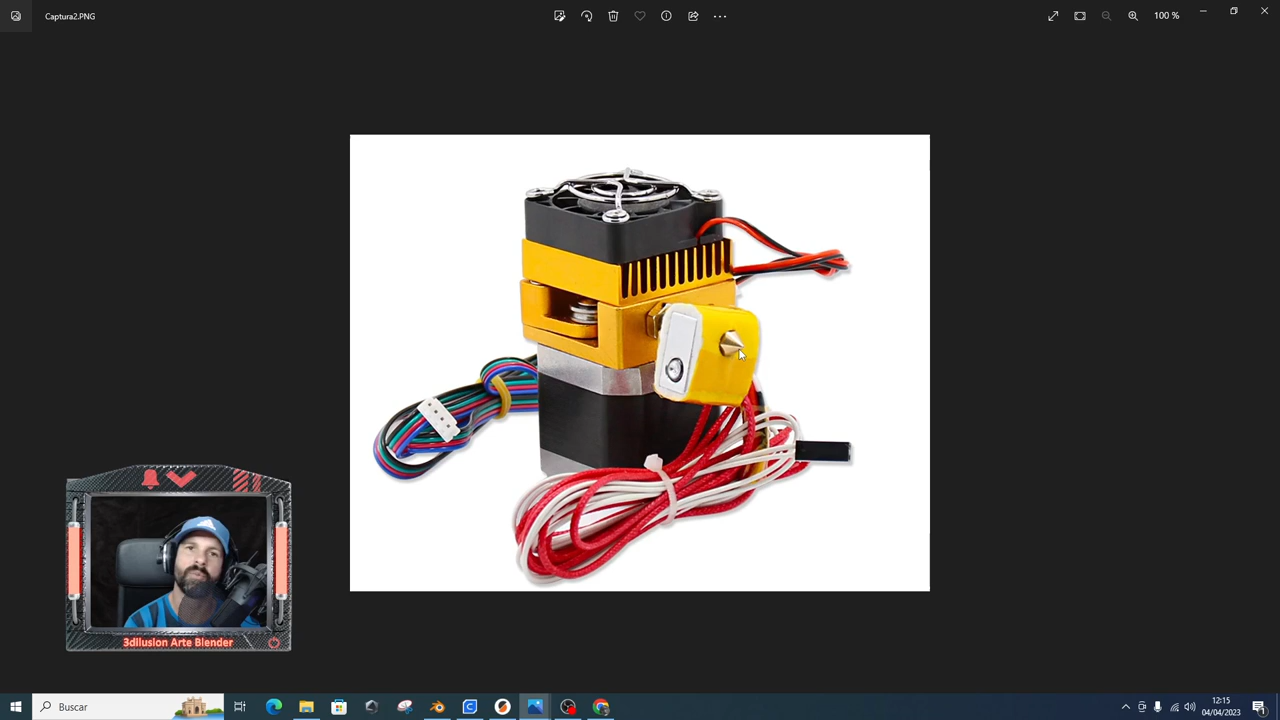 Captura2.PNG
100 %
3dilusion Arte Blender
Buscar
12:15
04/04/2023